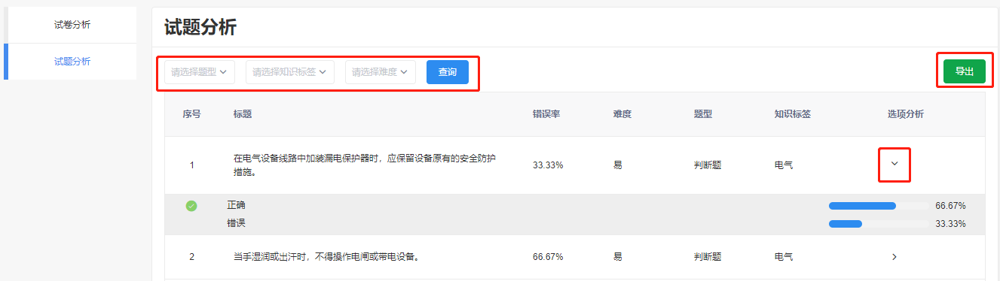 试卷分析
试题分析
试题分析
请选择题型 请选择知识标签 请选择难度 查询 导出
序号 标题 错误率 难度 题型 知识标签 选项分析
1 在电气设备线路中加装漏电保护器时，应保留设备原有的安全防护 33.33% 易 判断题 电气
措施。
正确 66.67%
错误 33.33%
2 当手湿润或出汗时，不得操作电闸或带电设备。 66.67% 易 判断题 电气